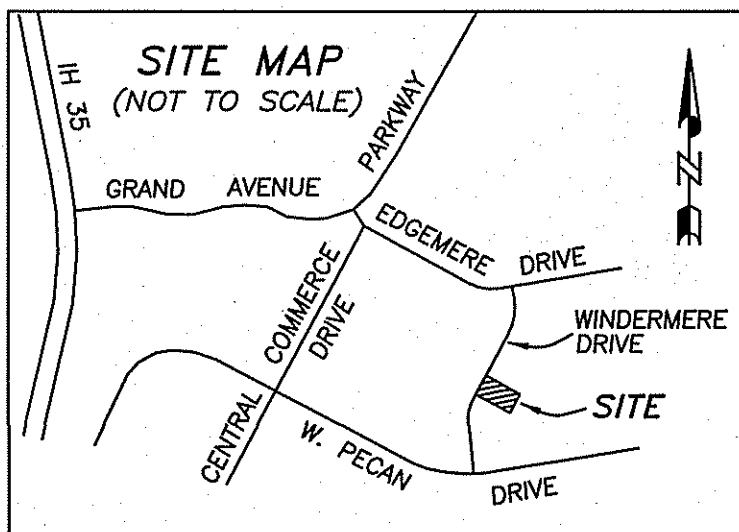 SITE MAP
(NOT TO SCALE)
IH 35
PARKWAY
GRAND AVENUE
N
EDGEMERE DRIVE
COMMERCE
DRIVE
WINDERMERE
DRIVE
SITE
CENTRAL
W. PECAN
DRIVE